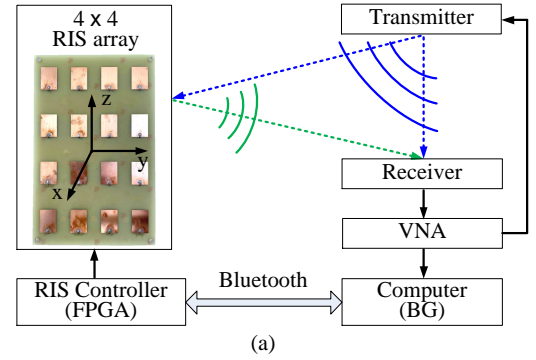 4 x 4
RIS array
z
y
x
Transmitter
Receiver
VNA
RIS Controller
(FPGA)
Bluetooth
Computer
(BG)
(a)